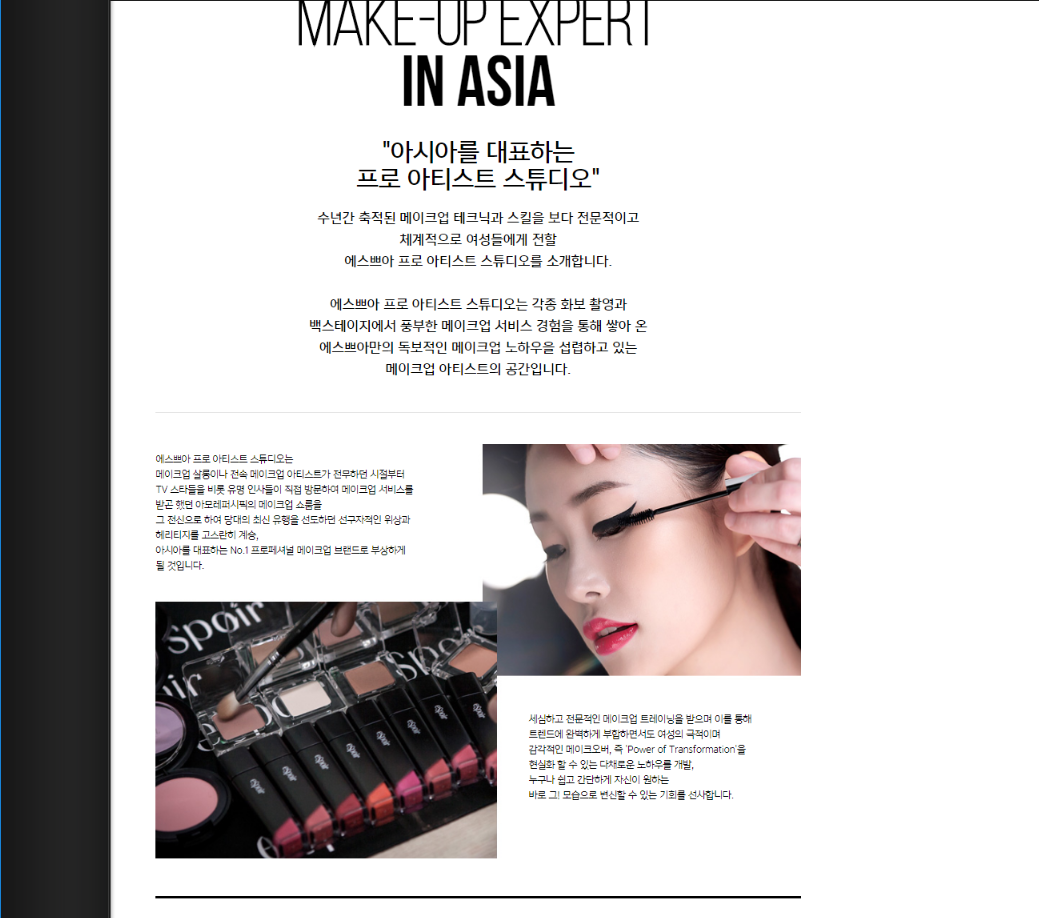 MAKE-UP EXPERT
IN ASIA
"아시아를 대표하는
프로 아티스트 스튜디오"
수년간 축적된 메이크업 테크닉과 스킬을 보다 전문적이고
체계적으로 여성들에게 전할
에스쁘아 프로 아티스트 스튜디오를 소개합니다.
에스쁘아 프로 아티스트 스튜디오는 각종 화보 촬영과
백스테이지에서 풍부한 메이크업 서비스 경험을 통해 쌓아 온
에스쁘아만의 독보적인 메이크업 노하우을 섭렵하고 있는
메이크업 아티스트의 공간입니다.
에스쁘아 프로 아티스트 스튜디오는
메이크업 살롱이나 전속 메이크업 아티스트가 전무하던 시절부터
TV 스타들을 비롯 유명 인사들이 직접 방문하여 메이크업 서비스를
받곤 했던 아모레퍼시픽의 메이크업 쇼룸을
그 전신으로 하여 당대의 최신 유행을 선도하던 선구자적인 위상과
헤리티지를 고스란히 계승,
아시아를 대표하는 No.1 프로페셔널 메이크업 브랜드로 부상하게
될 것입니다.
spoir
spoir
oir
espoir
espoir
espoir
espoir
espoir
espoir
espoir
세심하고 전문적인 메이크업 트레이닝을 받으며 이를 통해
트렌드에 완벽하게 부합하면서도 여성의 극적이며
감각적인 메이크오버, 즉 'Power of Transformation'을
현실화 할 수 있는 다채로운 노하우를 개발,
누구나 쉽고 간단하게 자신이 원하는
바로 그! 모습으로 변신할 수 있는 기회를 선사합니다.